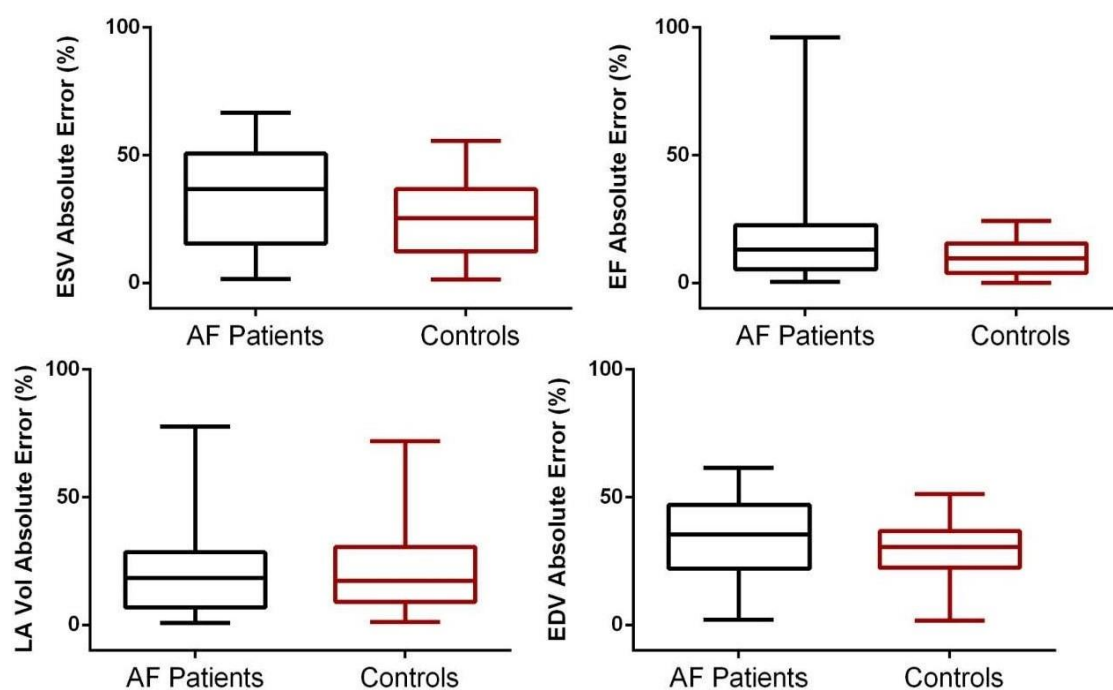 ESV Absolute Error (%)
100
50
0
AF Patients
Controls
EF Absolute Error (%)
100
50
0
AF Patients
Controls
LA Vol Absolute Error (%)
100
50
0
AF Patients
Controls
EDV Absolute Error (%)
100
50
0
AF Patients
Controls